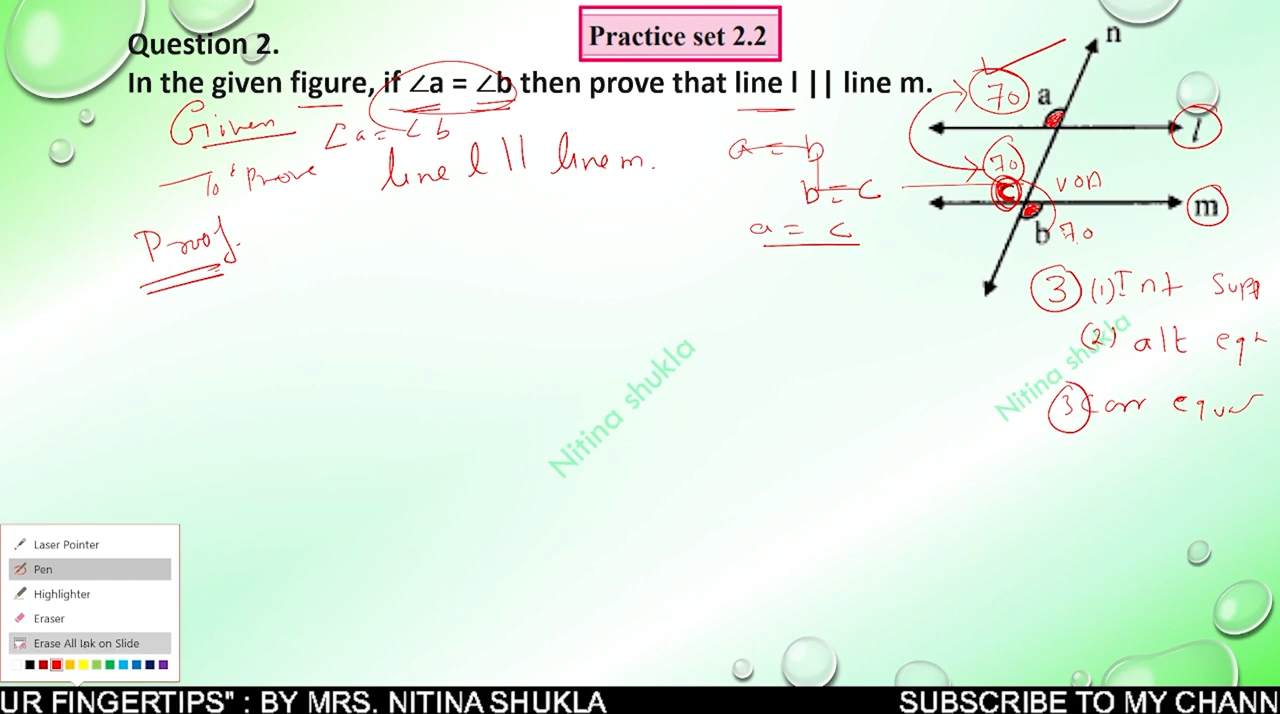 Practice set 2.2
Question 2.
In the given figure, if ∠a = ∠b then prove that line l || line m.
Given ∠a = ∠b
To Prove line l || line m.
Proof.
a = b
b = c
a = c
n
70
a
l
70
c
m
b 70
(3) (1) Int Supp
(2) alt equ
(3) corr equal
Nitina shukla
Nitina shukla
Laser Pointer
Pen
Highlighter
Eraser
Erase All Ink on Slide
UR FINGERTIPS" : BY MRS. NITINA SHUKLA
SUBSCRIBE TO MY CHANN